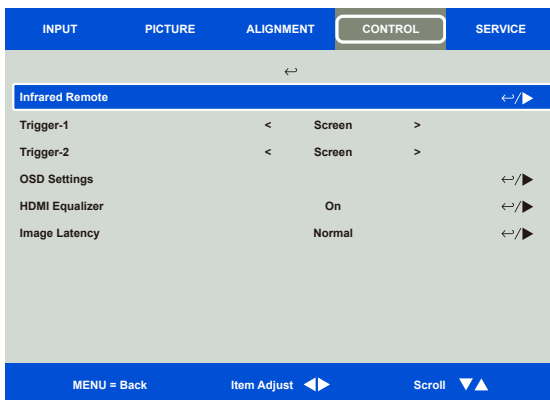 INPUT PICTURE ALIGNMENT CONTROL SERVICE
↩
Infrared Remote ↩/▶
Trigger-1 < Screen >
Trigger-2 < Screen >
OSD Settings ↩/▶
HDMI Equalizer On ↩/▶
Image Latency Normal ↩/▶
MENU = Back Item Adjust ◀▶ Scroll ▼▲